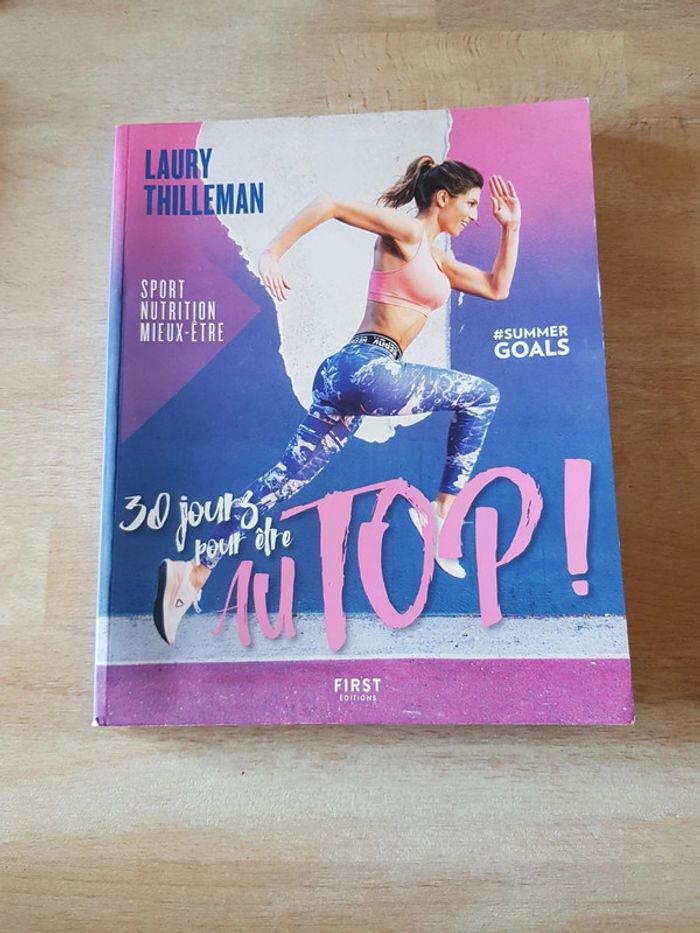 LAURY
THILLEMAN
SPORT
NUTRITION
MIEUX-ÊTRE
#SUMMER
GOALS
30 jours
pour être
AU TOP!
FIRST
ÉDITIONS